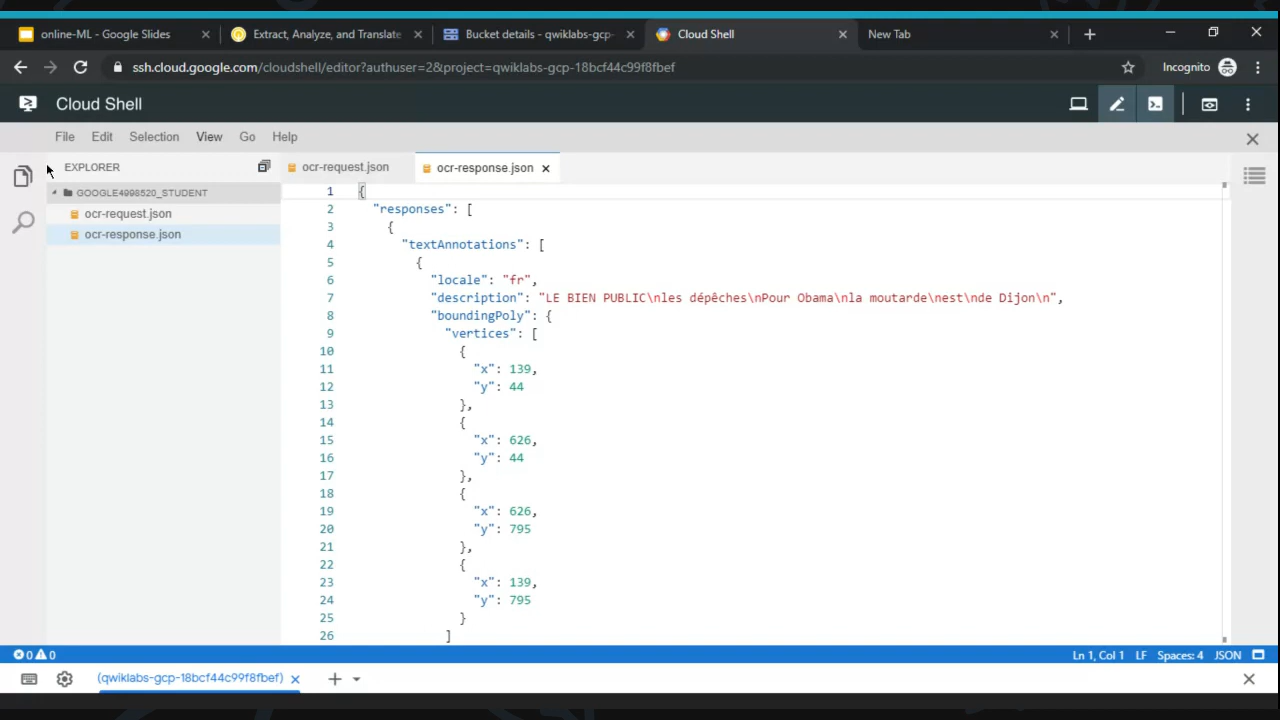 online-ML - Google Slides
Extract, Analyze, and Translate
Bucket details - qwiklabs-gcp-
Cloud Shell
New Tab
ssh.cloud.google.com/cloudshell/editor?authuser=2&project=qwiklabs-gcp-18bcf44c99f8fbef
Incognito
Cloud Shell
File Edit Selection View Go Help
EXPLORER
GOOGLE4998520_STUDENT
ocr-request.json
ocr-response.json
ocr-request.json
ocr-response.json
1 {
2 "responses": [
3 {
4 "textAnnotations": [
5 {
6 "locale": "fr",
7 "description": "LE BIEN PUBLIC\nles dépêches\nPour Obama\nla moutarde\nest\nde Dijon\n",
8 "boundingPoly": {
9 "vertices": [
10 {
11 "x": 139,
12 "y": 44
13 },
14 {
15 "x": 626,
16 "y": 44
17 },
18 {
19 "x": 626,
20 "y": 795
21 },
22 {
23 "x": 139,
24 "y": 795
25 }
26 ]
0 0
Ln 1, Col 1 LF Spaces: 4 JSON
(qwiklabs-gcp-18bcf44c99f8fbef)